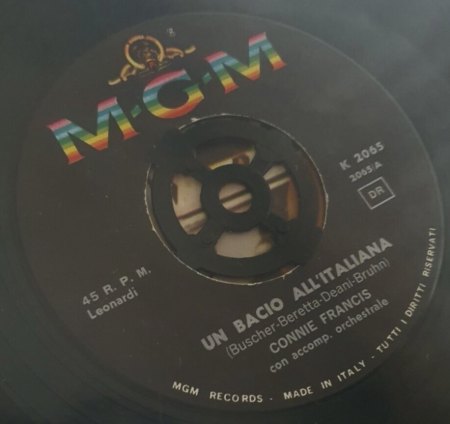 M-G-M
K 2065
2065/A
DR
45 R. P. M.
Leonardi
UN BACIO ALL'ITALIANA
(Buscher-Beretta-Deani-Bruhn)
CONNIE FRANCIS
con accomp. orchestrale
MGM RECORDS - MADE IN ITALY - TUTTI I DIRITTI RISERVATI